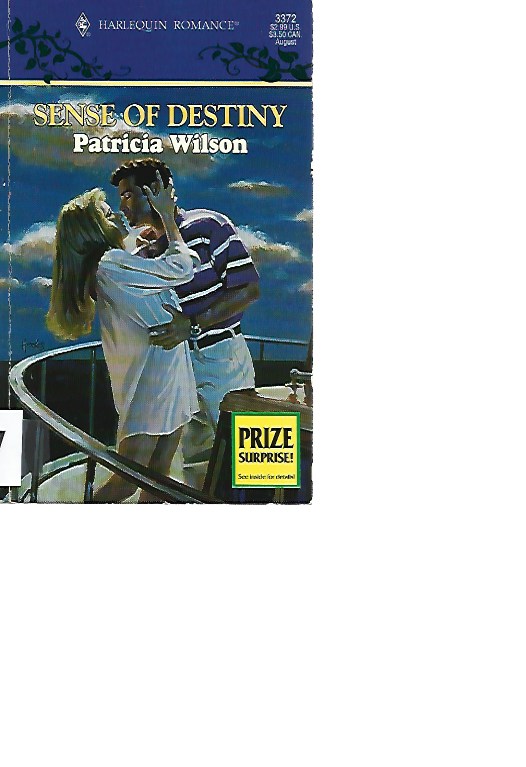 HARLEQUIN ROMANCE®
3372
$2.99 U.S.
$3.50 CAN.
August
SENSE OF DESTINY
Patricia Wilson
PRIZE
SURPRISE!
See inside for details!